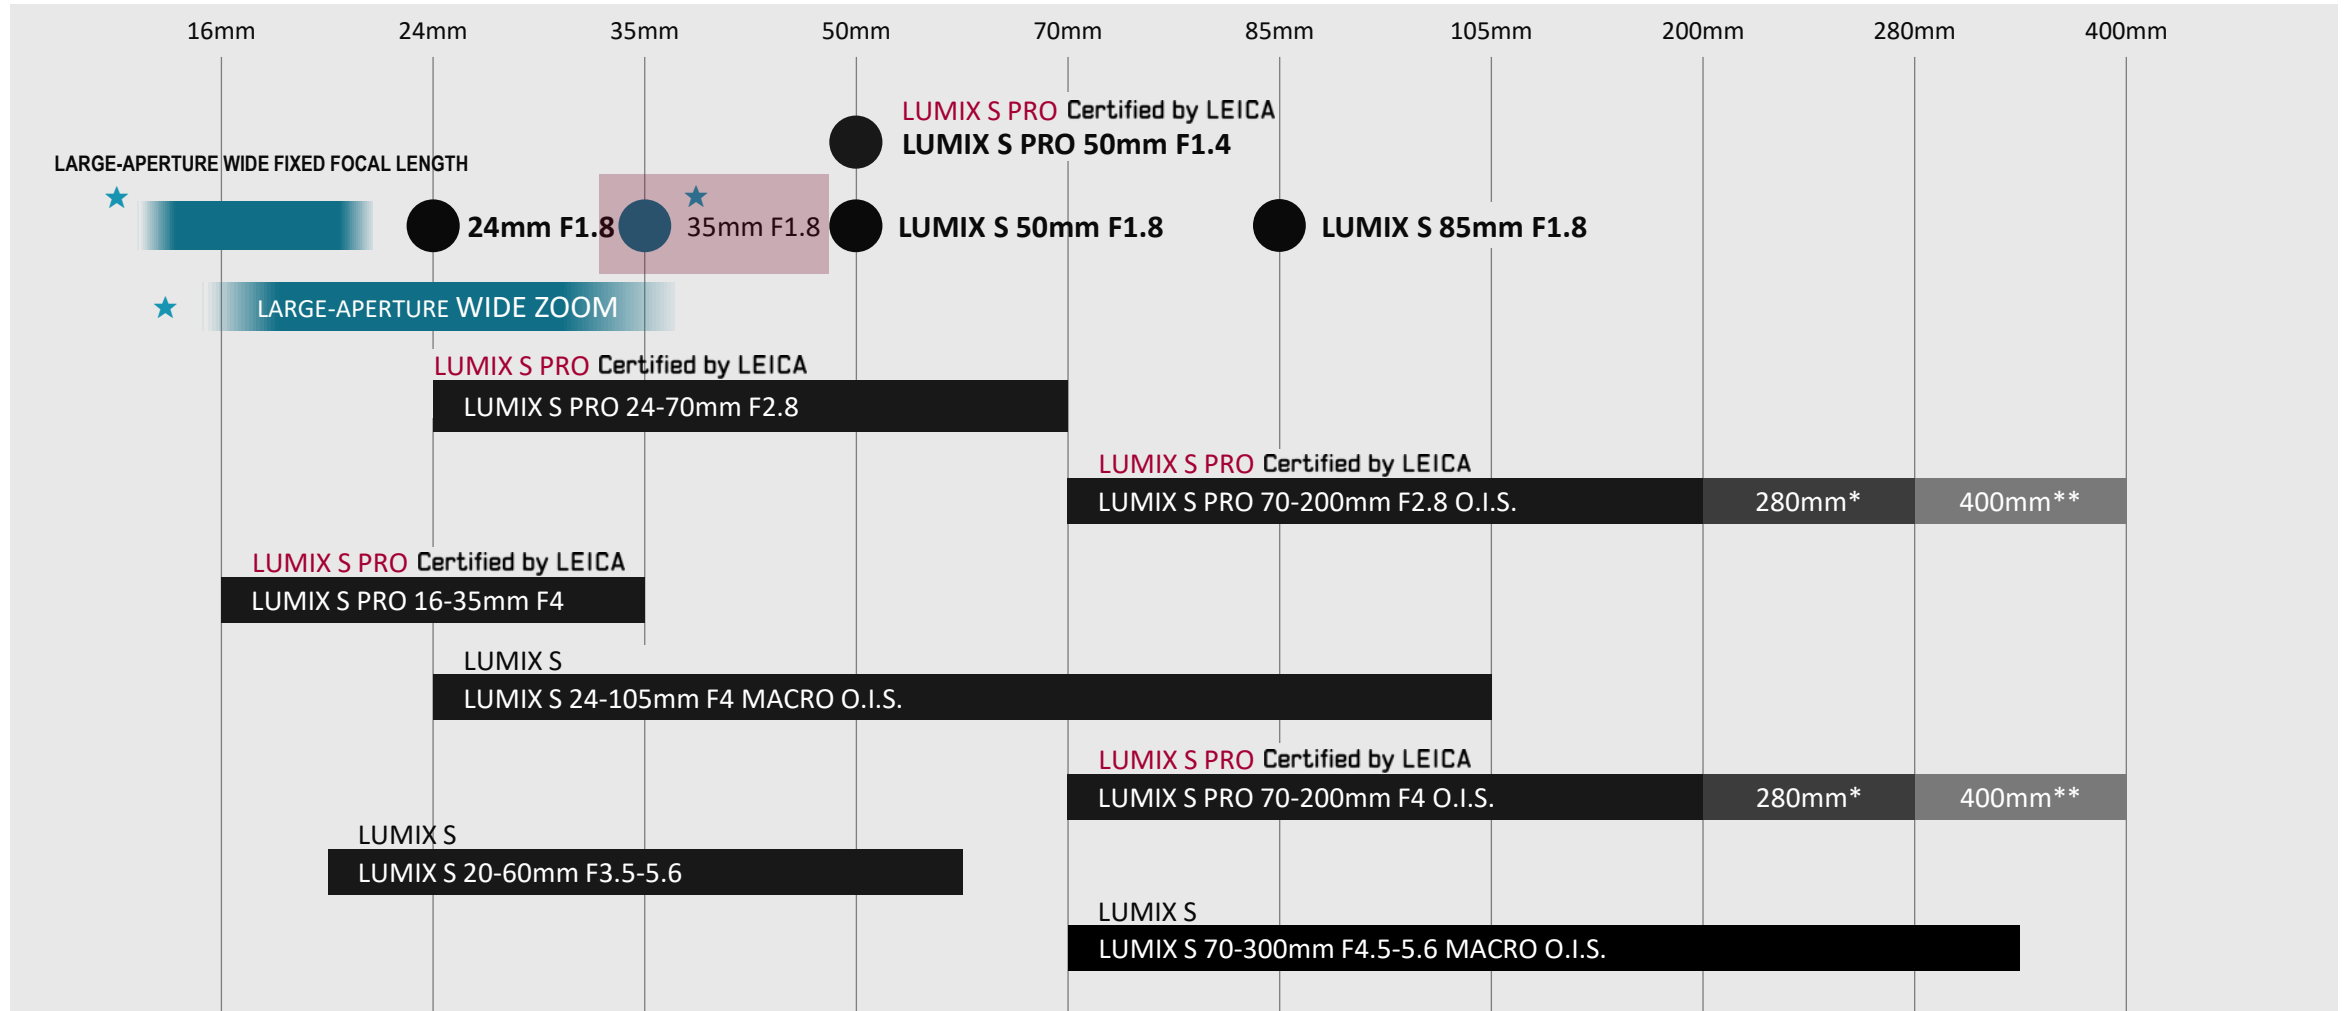 16mm 24mm 35mm 50mm 70mm 85mm 105mm 200mm 280mm 400mm
LUMIX S PRO Certified by LEICA
LUMIX S PRO 50mm F1.4
LARGE-APERTURE WIDE FIXED FOCAL LENGTH
24mm F1.8 35mm F1.8 LUMIX S 50mm F1.8 LUMIX S 85mm F1.8
LARGE-APERTURE WIDE ZOOM
LUMIX S PRO Certified by LEICA
LUMIX S PRO 24-70mm F2.8
LUMIX S PRO Certified by LEICA
LUMIX S PRO 70-200mm F2.8 O.I.S. 280mm* 400mm**
LUMIX S PRO Certified by LEICA
LUMIX S PRO 16-35mm F4
LUMIX S
LUMIX S 24-105mm F4 MACRO O.I.S.
LUMIX S PRO Certified by LEICA
LUMIX S PRO 70-200mm F4 O.I.S. 280mm* 400mm**
LUMIX S
LUMIX S 20-60mm F3.5-5.6
LUMIX S
LUMIX S 70-300mm F4.5-5.6 MACRO O.I.S.